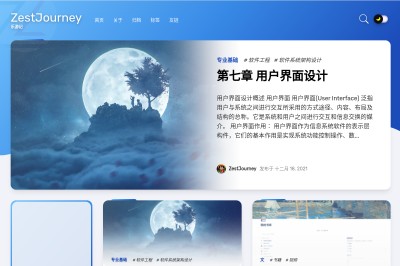 ZestJourney
首页 关于 归档 标签 友链
专业基础 # 软件工程 # 软件系统架构设计
第七章 用户界面设计
用户界面设计概述 用户界面 用户界面(User Interface) 泛指
用户与系统之间进行交互所采用的方式途径、内容、布局及
结构的总称。它是系统和用户之间进行交互和信息交换的媒
介。 用户界面作用： 用户界面作为信息系统软件的表示层
构件，它们的基本作用是实现系统功能操控操作、数...
ZestJourney 发布于 十二月 16, 2021
专业基础 # 软件工程 # 软件系统架构设计
文 # 书籍 # 经验